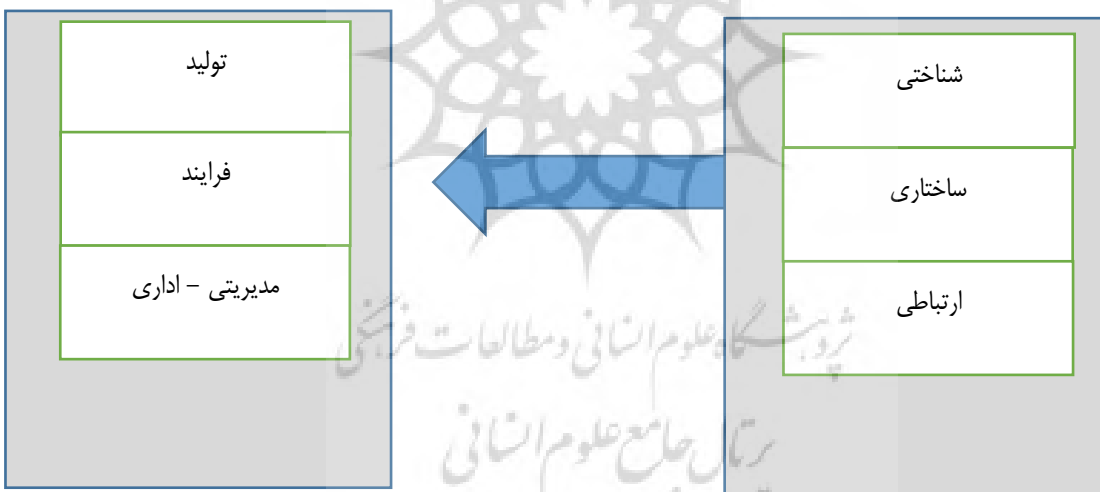 شناختی
ساختاری
ارتباطی
تولید
فرایند
مدیریتی – اداری
پژوهشگاه علوم انسانی و مطالعات فرهنگی
پرتال جامع علوم انسانی